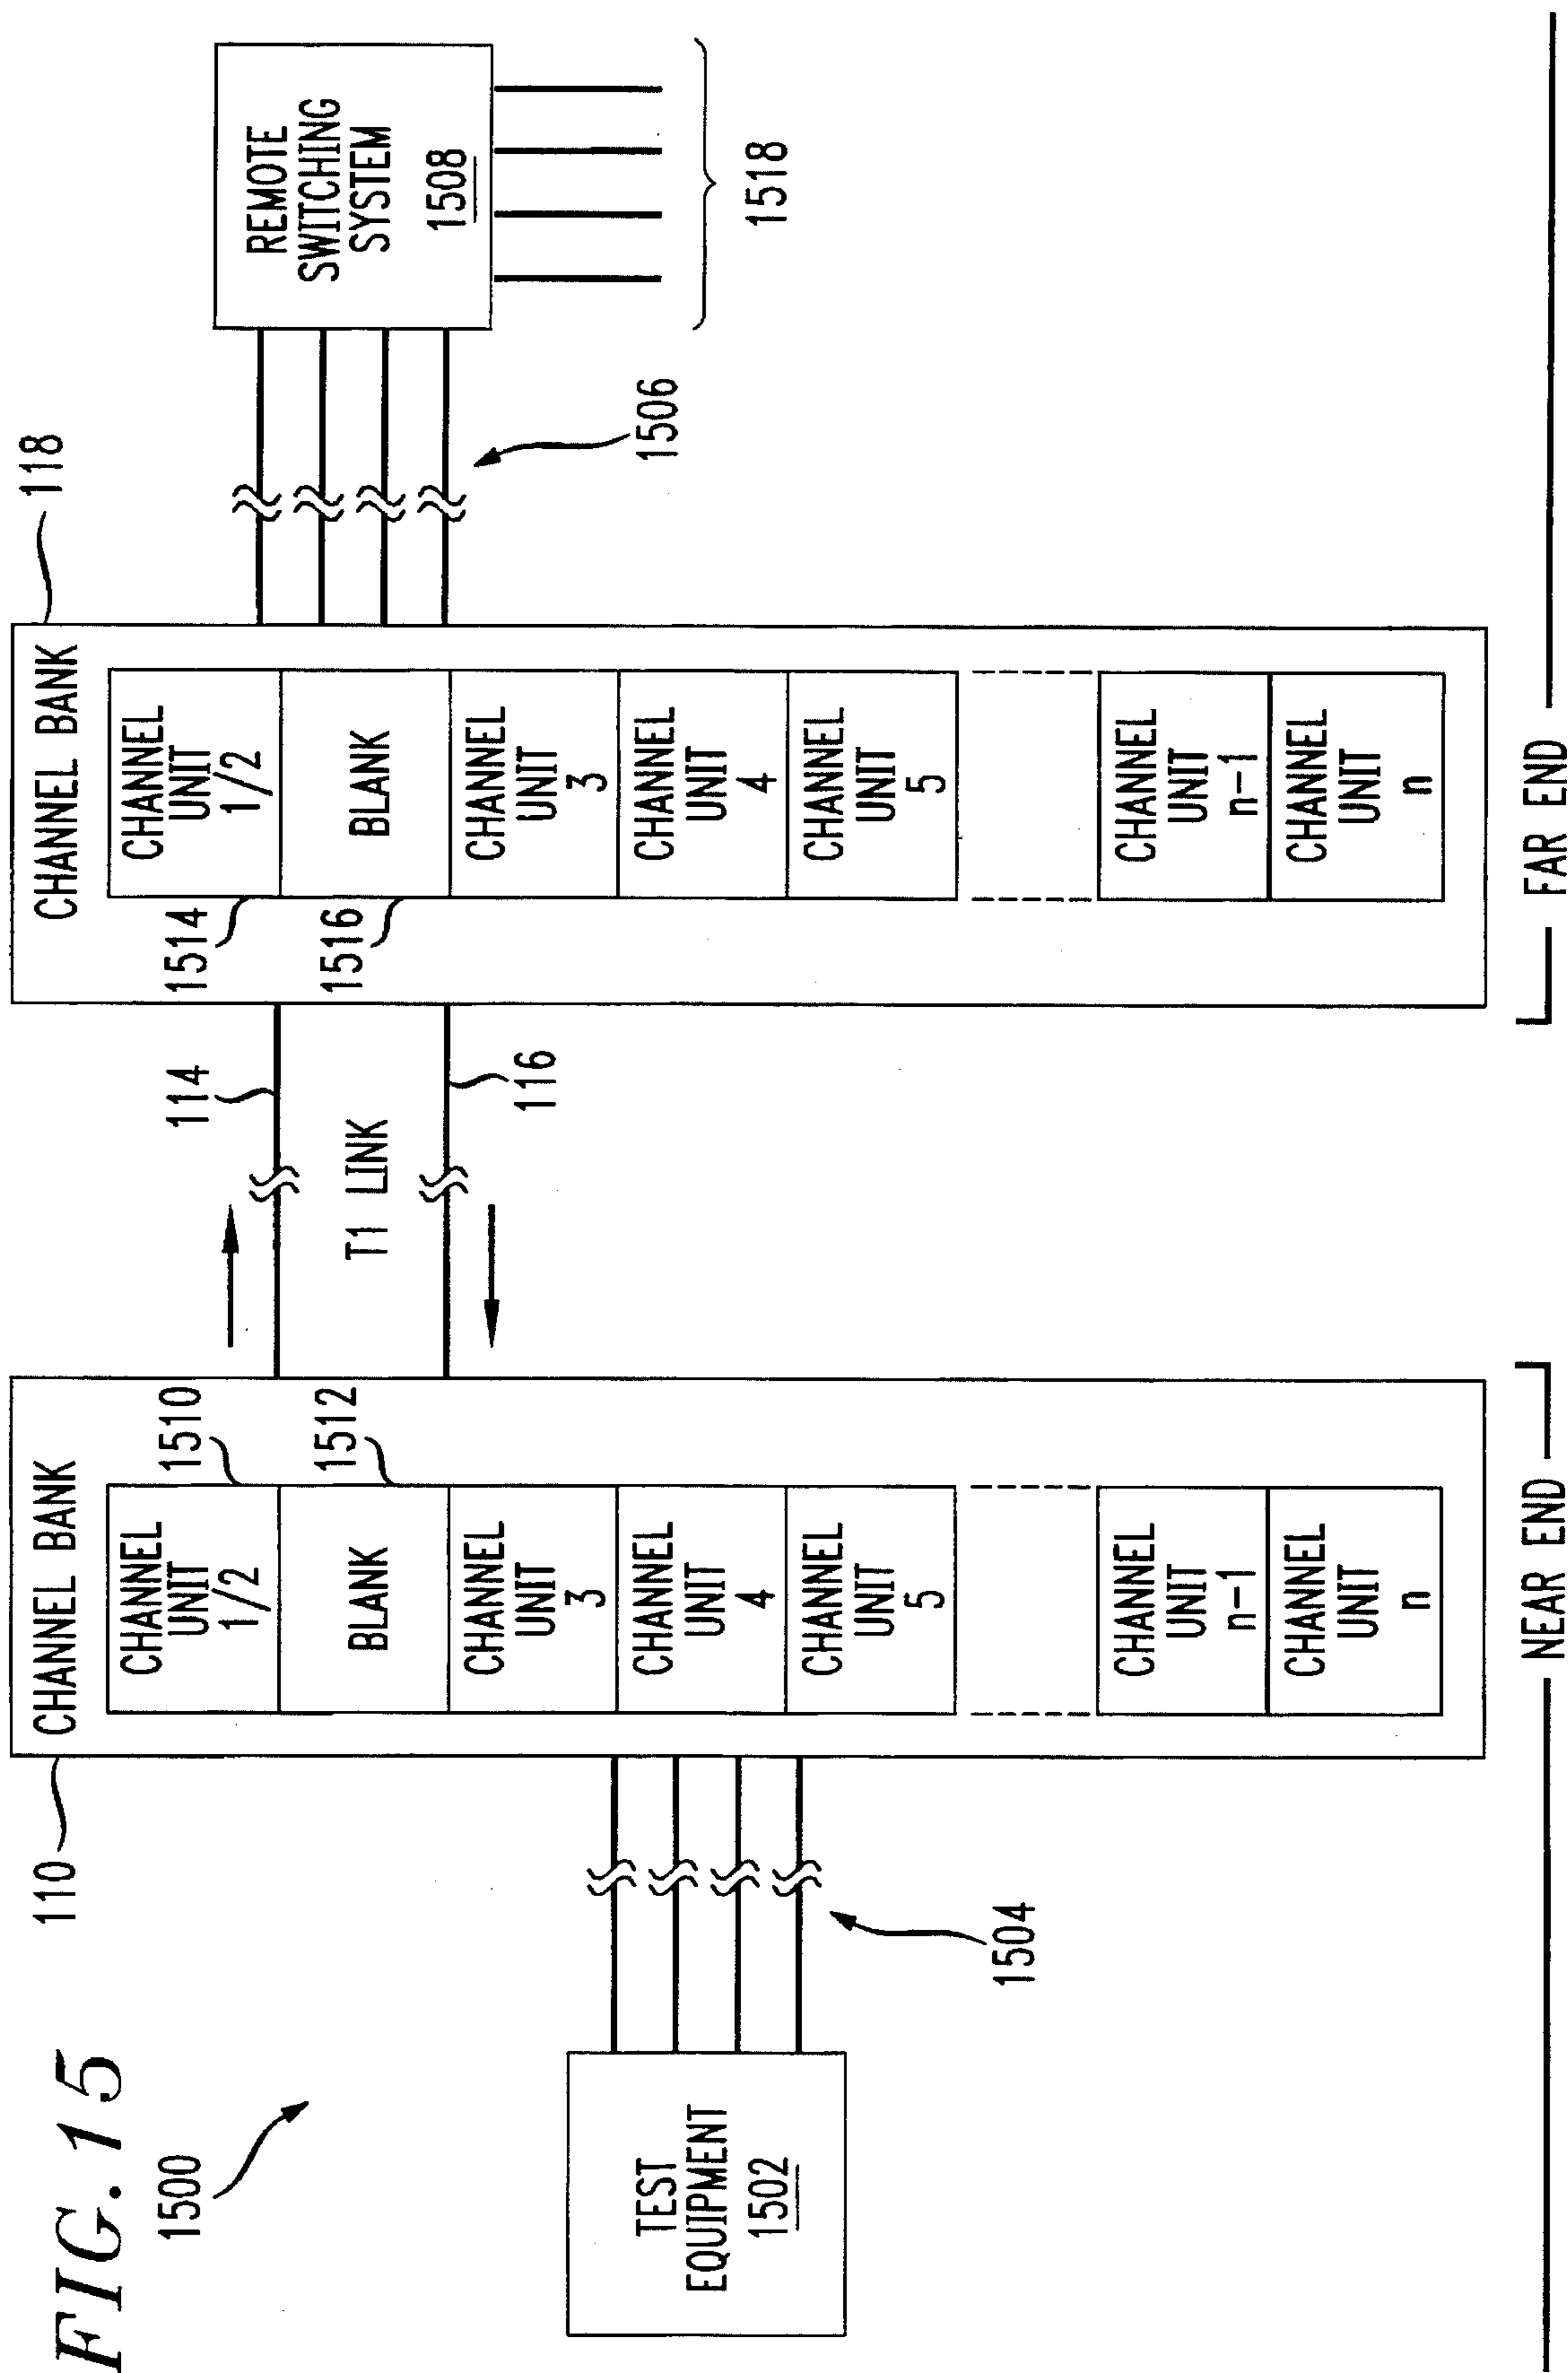 FIG. 15
1500
TEST
EQUIPMENT
1502
1504
110
CHANNEL BANK
CHANNEL
UNIT
1/2
1510
BLANK
1512
CHANNEL
UNIT
3
CHANNEL
UNIT
4
CHANNEL
UNIT
5
CHANNEL
UNIT
n-1
CHANNEL
UNIT
n
NEAR END
114
T1 LINK
116
118
CHANNEL BANK
1514
CHANNEL
UNIT
1/2
1516
BLANK
CHANNEL
UNIT
3
CHANNEL
UNIT
4
CHANNEL
UNIT
5
CHANNEL
UNIT
n-1
CHANNEL
UNIT
n
FAR END
1506
REMOTE
SWITCHING
SYSTEM
1508
1518